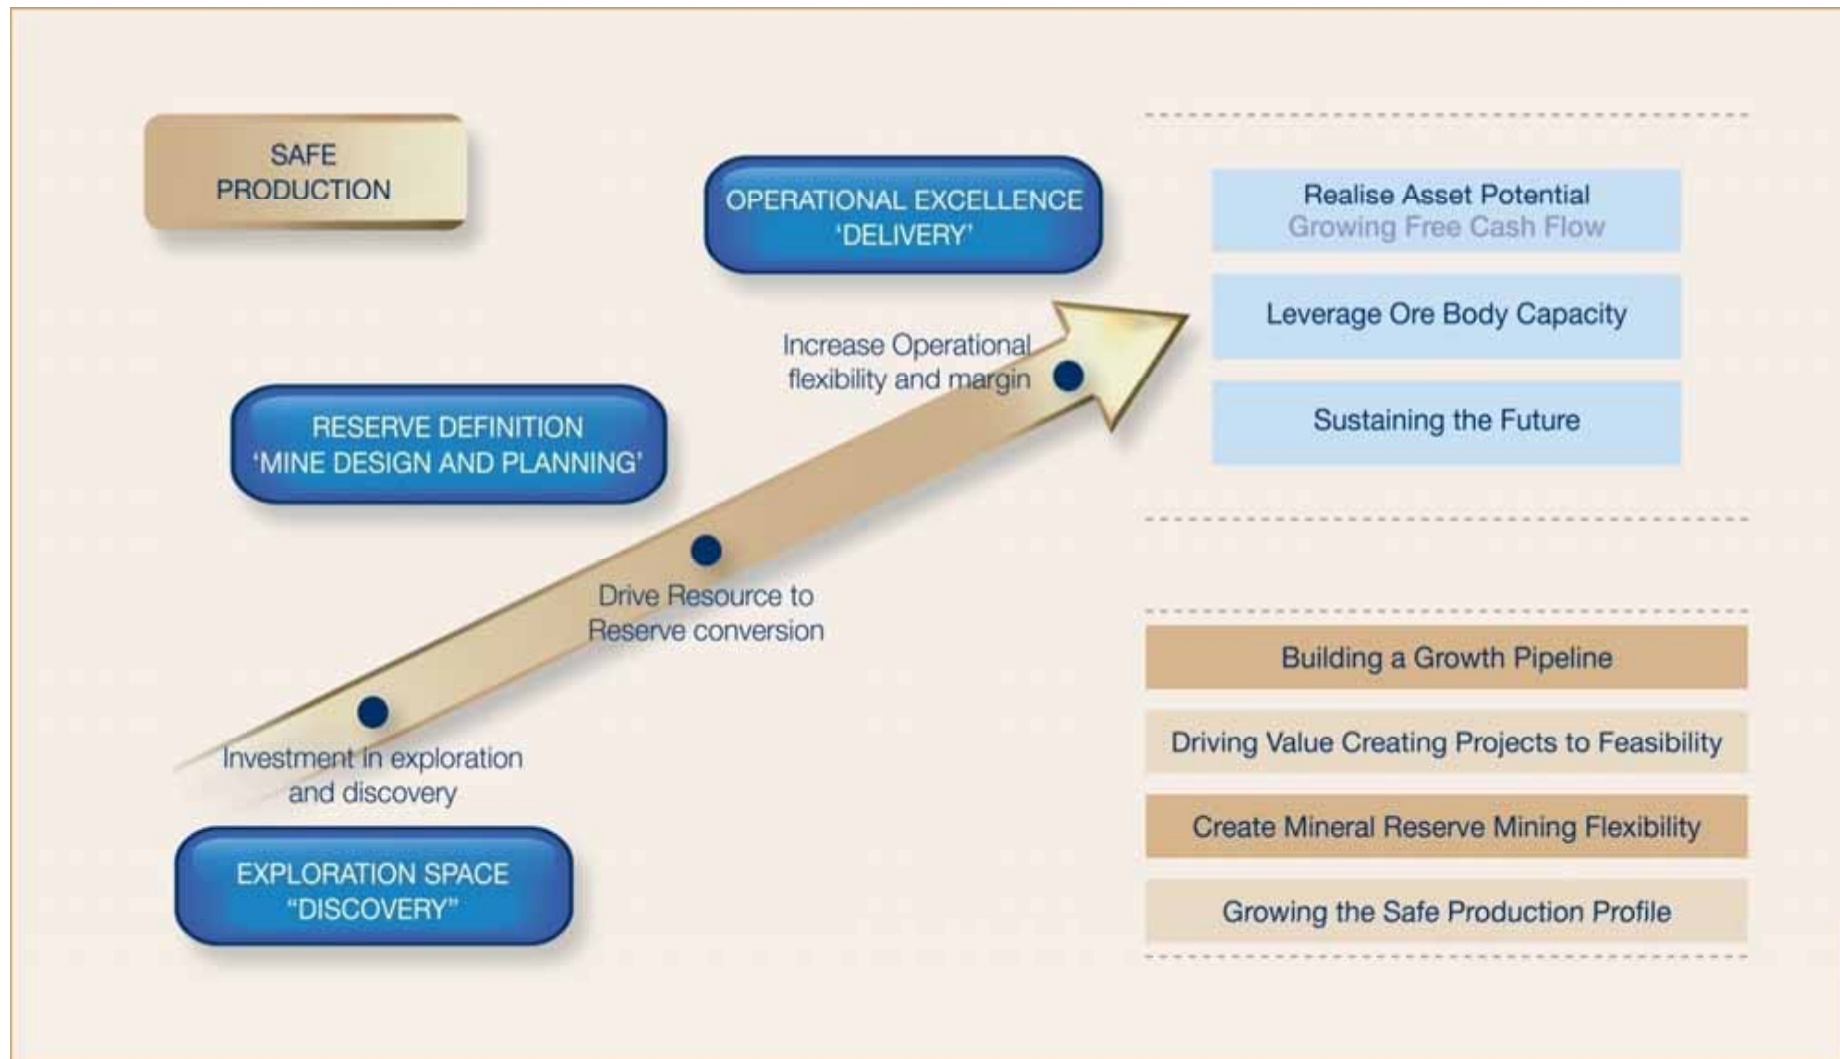 SAFE
PRODUCTION
OPERATIONAL EXCELLENCE
‘DELIVERY’
Increase Operational
flexibility and margin
RESERVE DEFINITION
‘MINE DESIGN AND PLANNING’
Drive Resource to
Reserve conversion
Investment in exploration
and discovery
EXPLORATION SPACE
“DISCOVERY”
Realise Asset Potential
Growing Free Cash Flow
Leverage Ore Body Capacity
Sustaining the Future
Building a Growth Pipeline
Driving Value Creating Projects to Feasibility
Create Mineral Reserve Mining Flexibility
Growing the Safe Production Profile